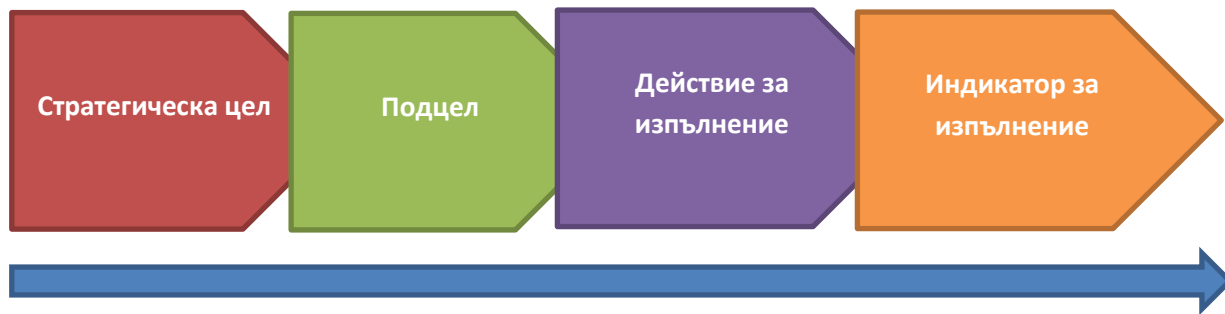 Стратегическа цел
Подцел
Действие за
изпълнение
Индикатор за
изпълнение